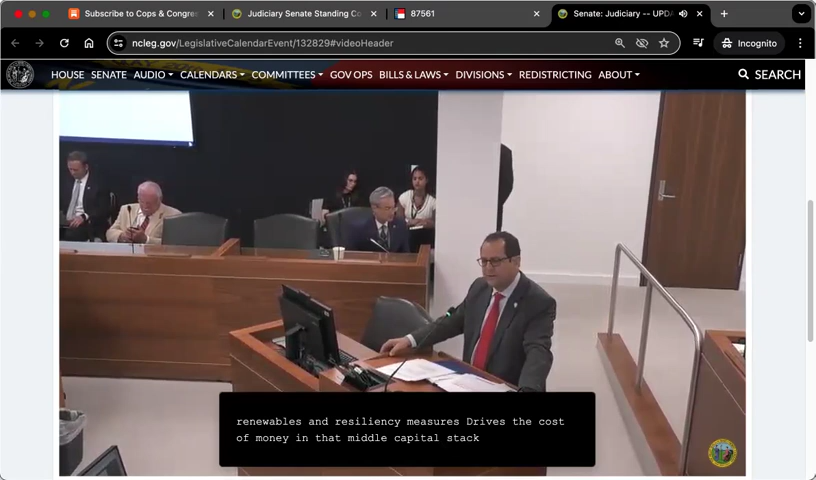 Subscribe to Cops & Congre
Judiciary Senate Standing Co
87561
Senate: Judiciary -- UPDA
ncleg.gov/LegislativeCalendarEvent/132829#videoHeader
Incognito
HOUSE SENATE AUDIO CALENDARS COMMITTEES GOV OPS BILLS & LAWS DIVISIONS REDISTRICTING ABOUT SEARCH
renewables and resiliency measures Drives the cost
of money in that middle capital stack